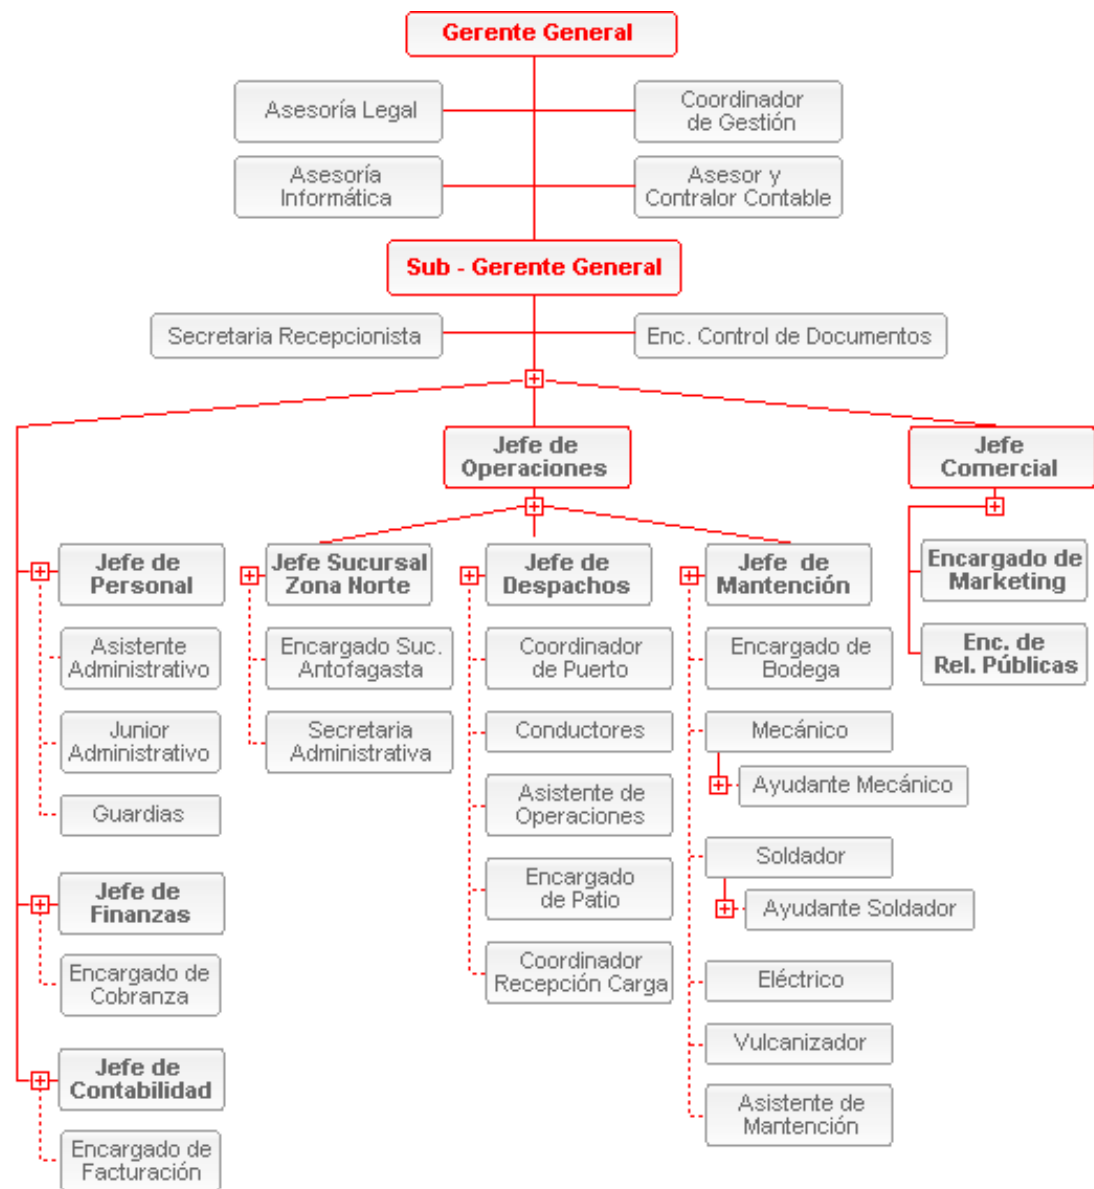 Gerente General
Asesoría Legal
Coordinador
de Gestión
Asesoría
Informática
Asesor y
Contralor Contable
Sub - Gerente General
Secretaria Recepcionista
Enc. Control de Documentos
Jefe de
Operaciones
Jefe
Comercial
Jefe de
Personal
Asistente
Administrativo
Junior
Administrativo
Guardias
Jefe de
Finanzas
Encargado de
Cobranza
Jefe de
Contabilidad
Encargado de
Facturación
Jefe Sucursal
Zona Norte
Encargado Suc.
Antofagasta
Secretaria
Administrativa
Jefe de
Despachos
Coordinador
de Puerto
Conductores
Asistente de
Operaciones
Encargado
de Patio
Coordinador
Recepción Carga
Jefe de
Mantención
Encargado de
Bodega
Mecánico
Ayudante Mecánico
Soldador
Ayudante Soldador
Eléctrico
Vulcanizador
Asistente de
Mantención
Encargado de
Marketing
Enc. de
Rel. Públicas